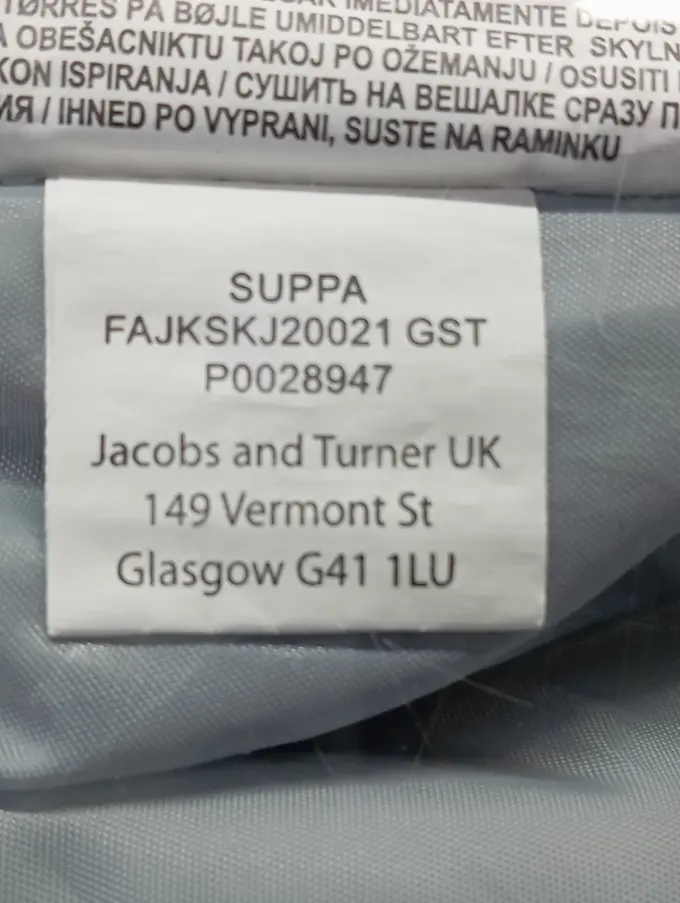 TØRRES PÅ BØJLE UMIDDELBART EFTER SKYLN
OBEŠACNIKTU TAKOJ PO OŽEMANJU / OSUSITI
ISPIRANJA / СУШИТЬ НА ВЕШАЛКЕ СРАЗУ
/ IHNED PO VYPRANI, SUSTE NA RAMINKU
SUPPA
FAJKSKJ20021 GST
P0028947
Jacobs and Turner UK
149 Vermont St
Glasgow G41 1LU